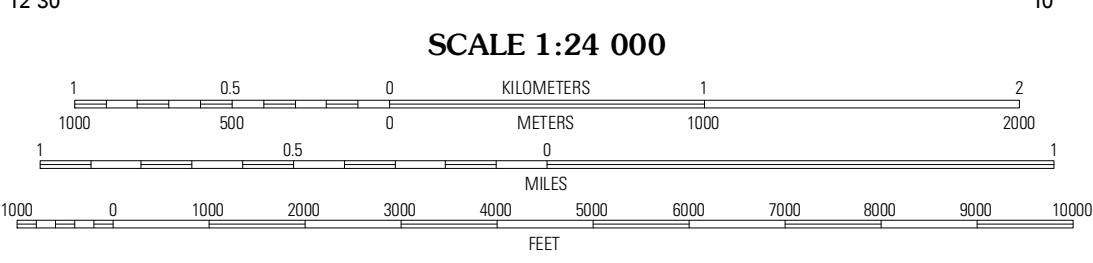 12'30" 10'
SCALE 1:24 000
1 0.5 0 KILOMETERS 1 2
1000 500 0 METERS 1000 2000
1 0.5 0 1
MILES
1000 0 1000 2000 3000 4000 5000 6000 7000 8000 9000 10000
FEET